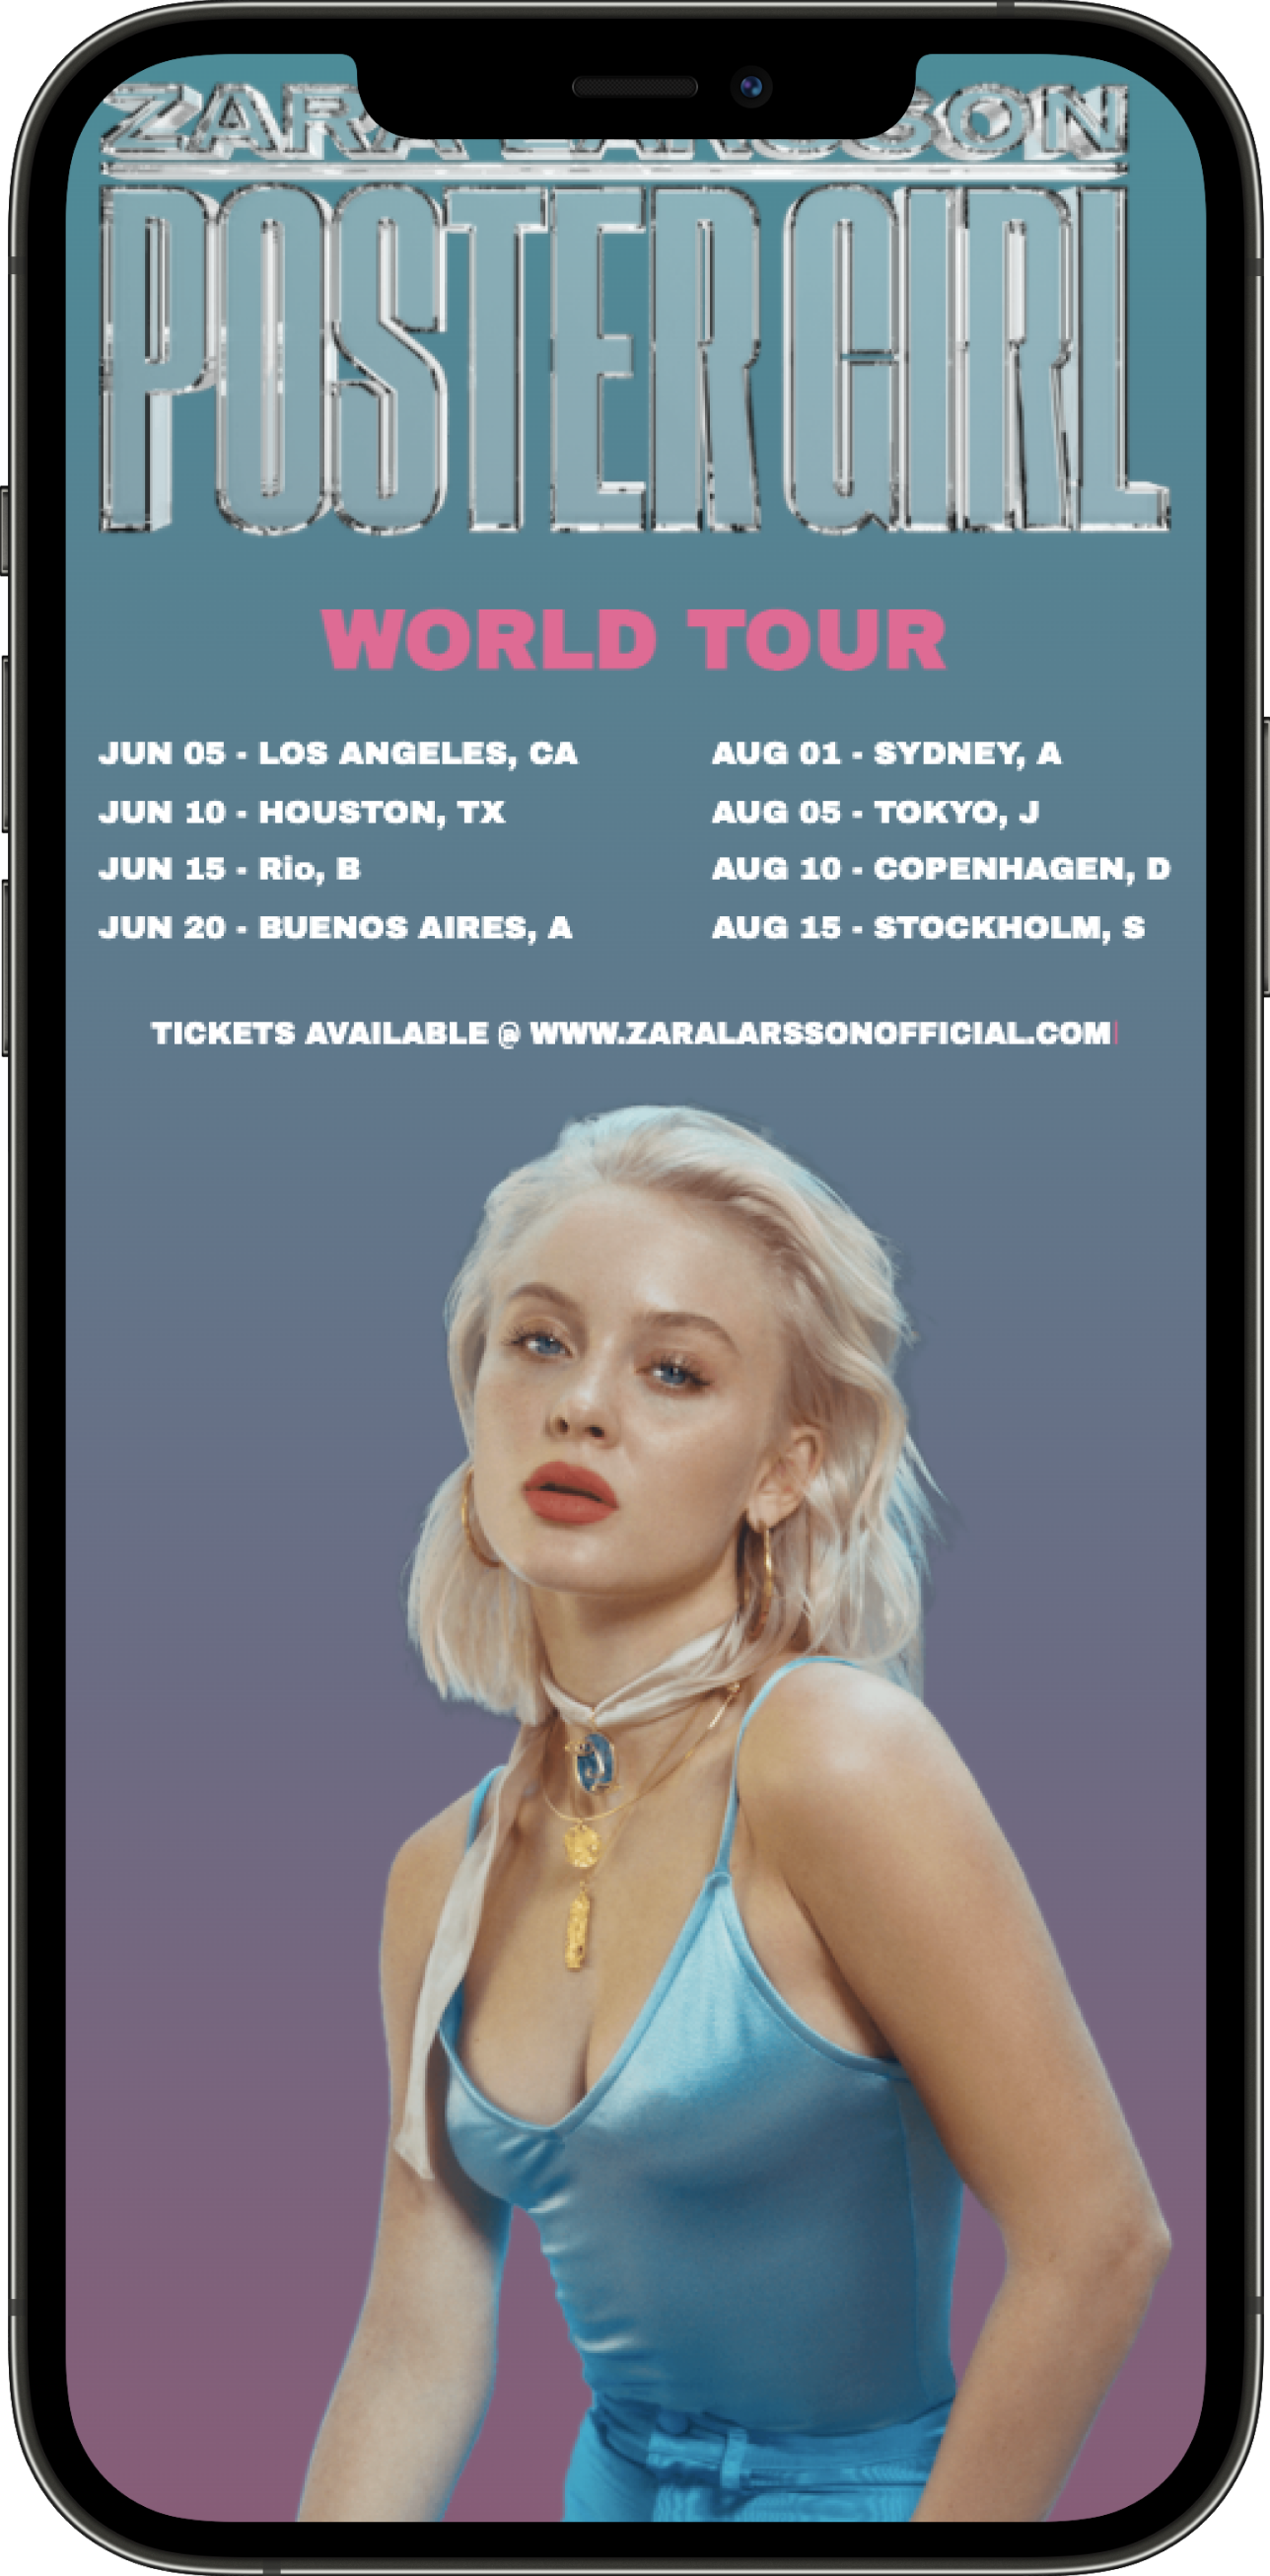 ZARA LARSSON
POSTER GIRL
WORLD TOUR
JUN 05 - LOS ANGELES, CA
JUN 10 - HOUSTON, TX
JUN 15 - Rio, B
JUN 20 - BUENOS AIRES, A
AUG 01 - SYDNEY, A
AUG 05 - TOKYO, J
AUG 10 - COPENHAGEN, D
AUG 15 - STOCKHOLM, S
TICKETS AVAILABLE @ WWW.ZARALARSSONOFFICIAL.COM